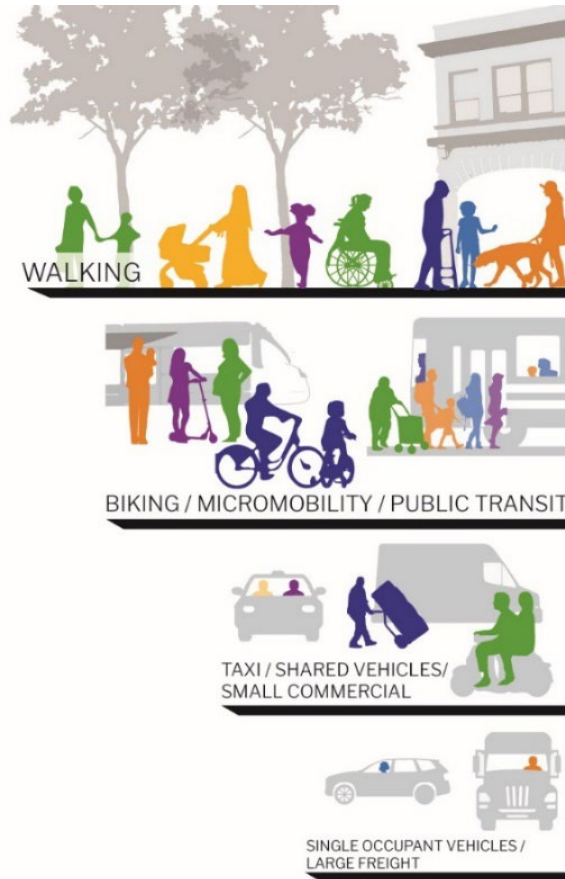 WALKING
BIKING / MICROMOBILITY / PUBLIC TRANSIT
TAXI / SHARED VEHICLES/
SMALL COMMERCIAL
SINGLE OCCUPANT VEHICLES /
LARGE FREIGHT